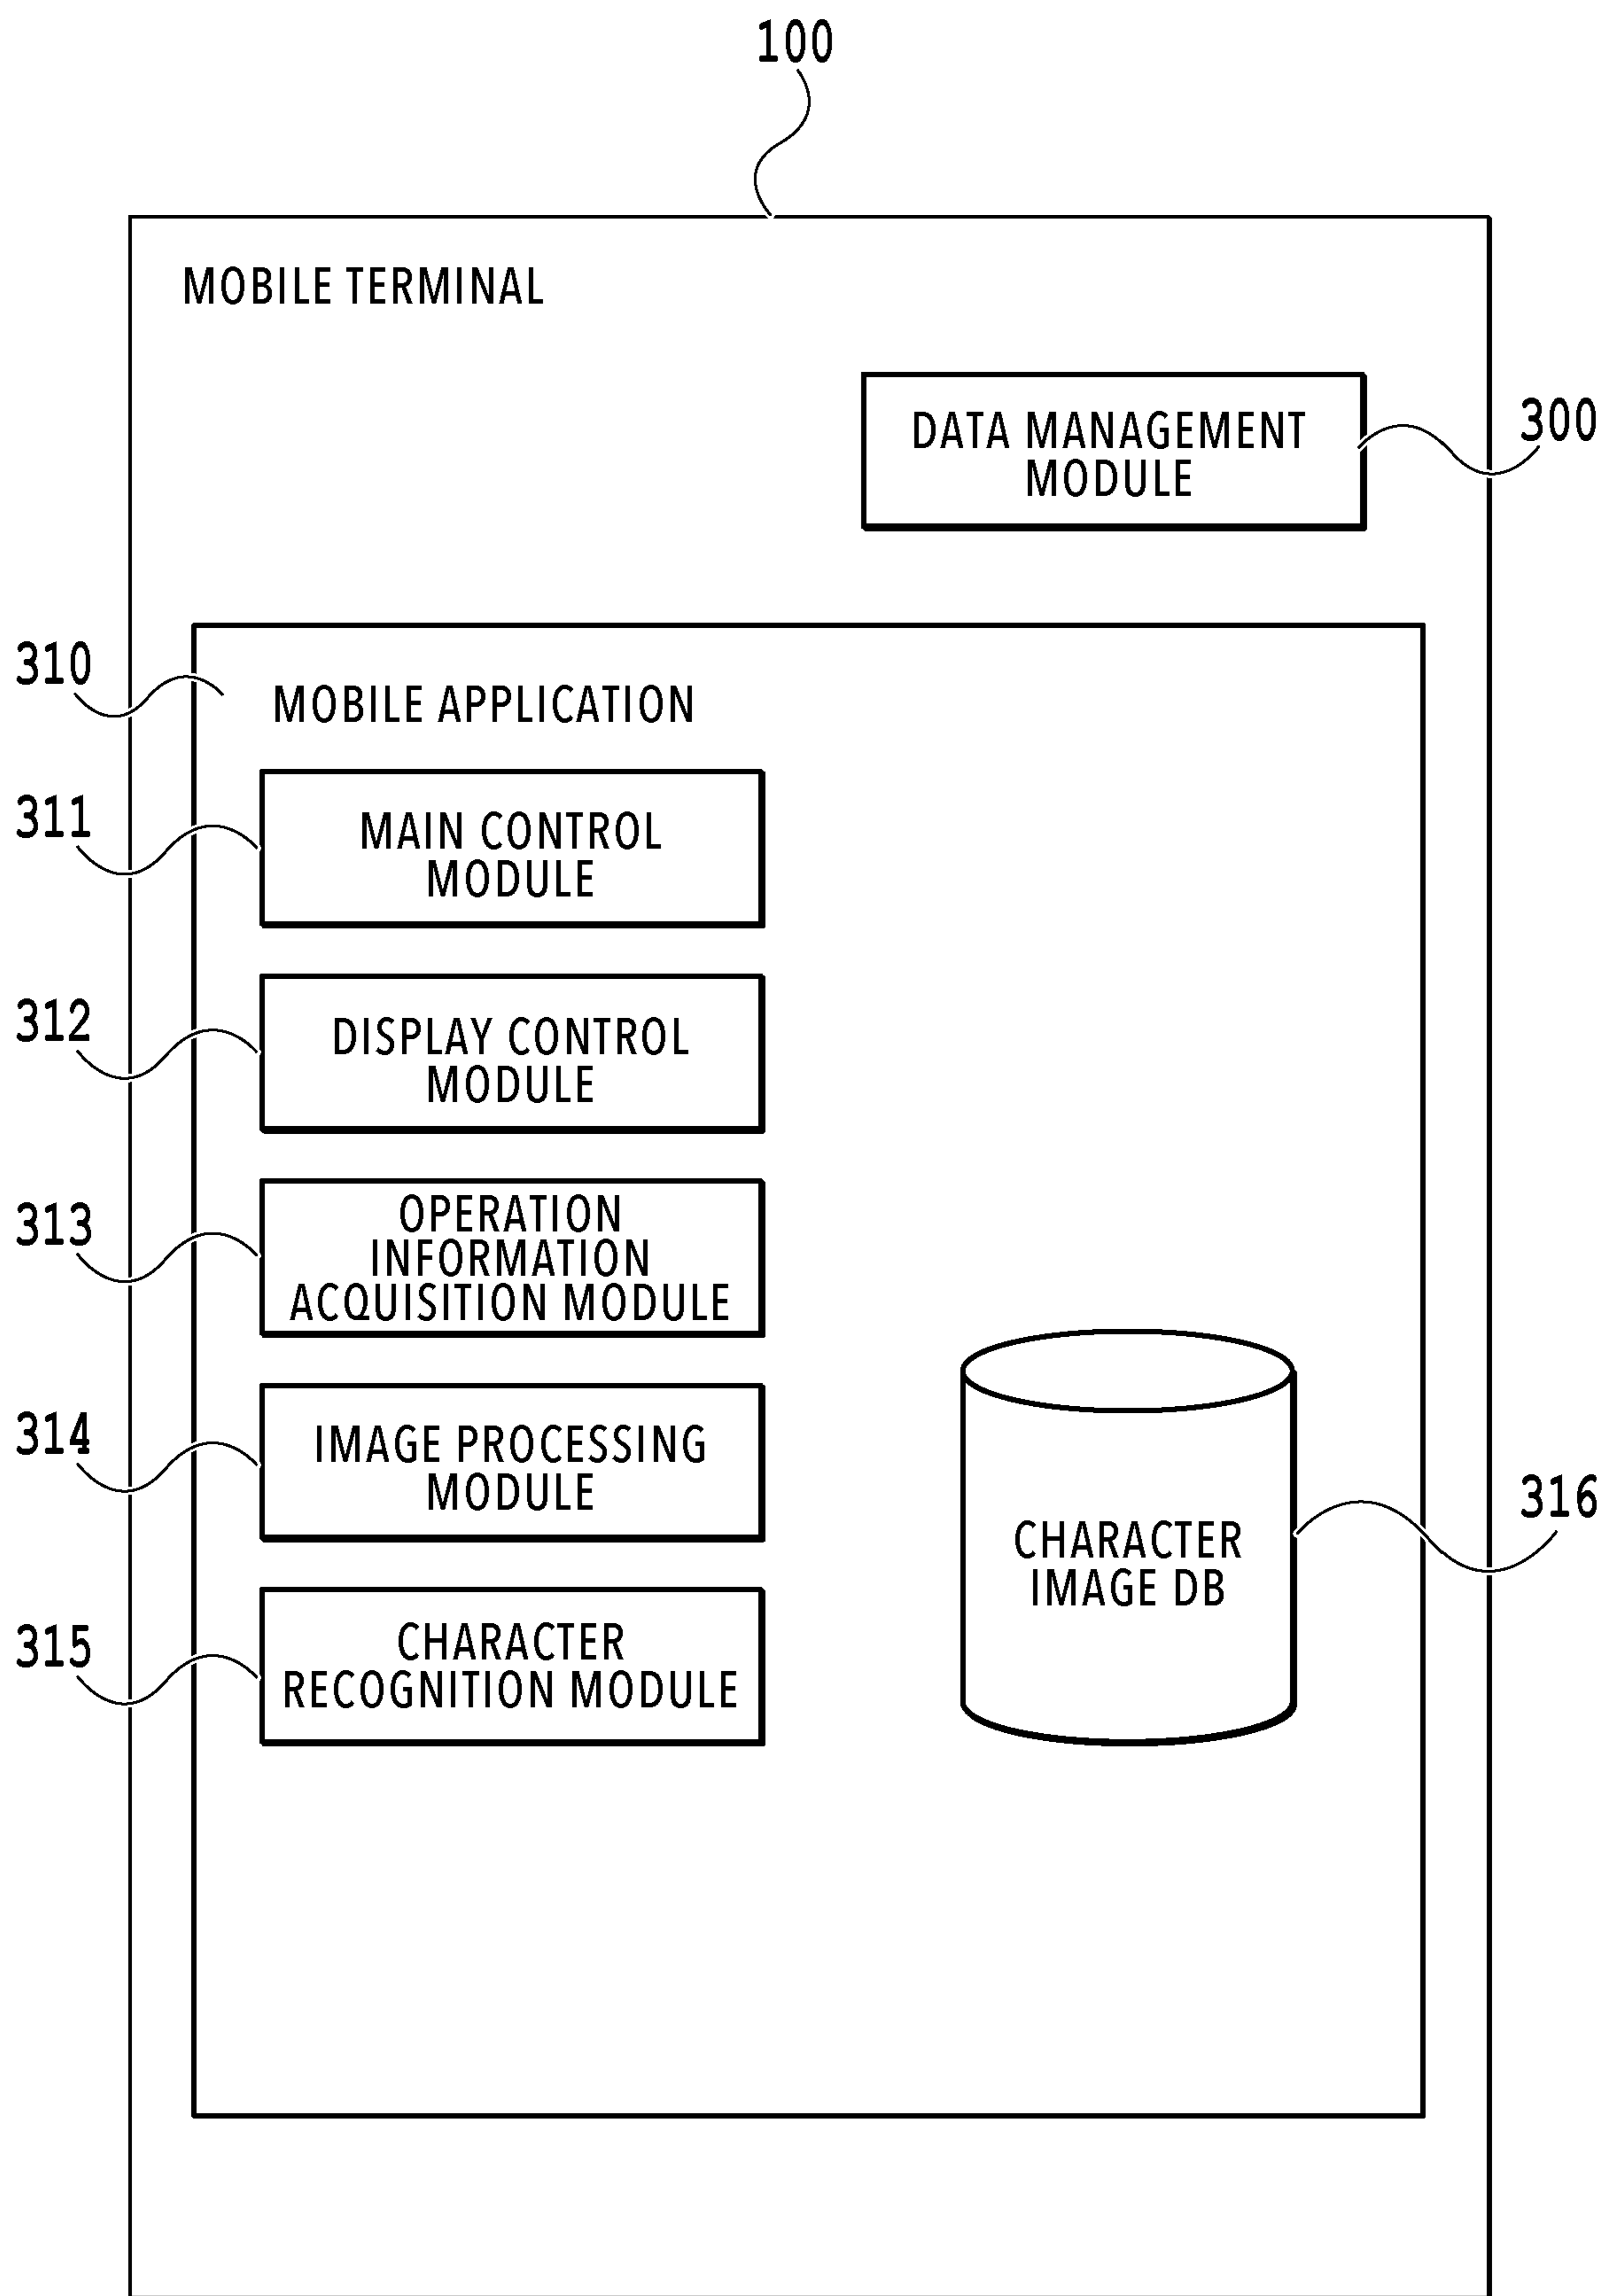 100
MOBILE TERMINAL
DATA MANAGEMENT
MODULE
300
310
MOBILE APPLICATION
311
MAIN CONTROL
MODULE
312
DISPLAY CONTROL
MODULE
313
OPERATION
INFORMATION
ACQUISITION MODULE
314
IMAGE PROCESSING
MODULE
315
CHARACTER
RECOGNITION MODULE
CHARACTER
IMAGE DB
316